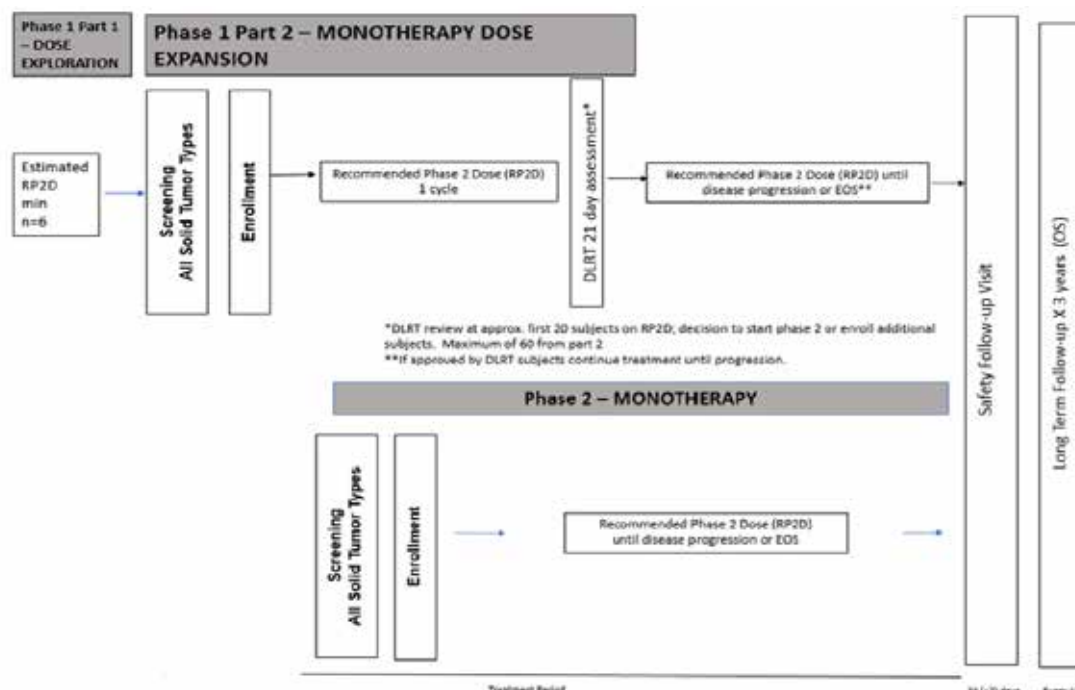 Phase 1 Part 1
– DOSE
EXPLORATION
Phase 1 Part 2 – MONOTHERAPY DOSE
EXPANSION
Estimated
RP2D
min
n=6
Screening
All Solid Tumor Types
Enrollment
Recommended Phase 2 Dose (RP2D)
1 cycle
DLRT 21 day assessment*
Recommended Phase 2 Dose (RP2D) until
disease progression or EOS**
*DLRT review at approx. first 20 subjects on RP2D; decision to start phase 2 or enroll additional
subjects. Maximum of 60 from part 2
**If approved by DLRT subjects continue treatment until progression.
Phase 2 – MONOTHERAPY
Screening
All Solid Tumor Types
Enrollment
Recommended Phase 2 Dose (RP2D)
until disease progression or EOS
Safety Follow-up Visit
Long Term Follow-up X 3 years (OS)
Treatment Period